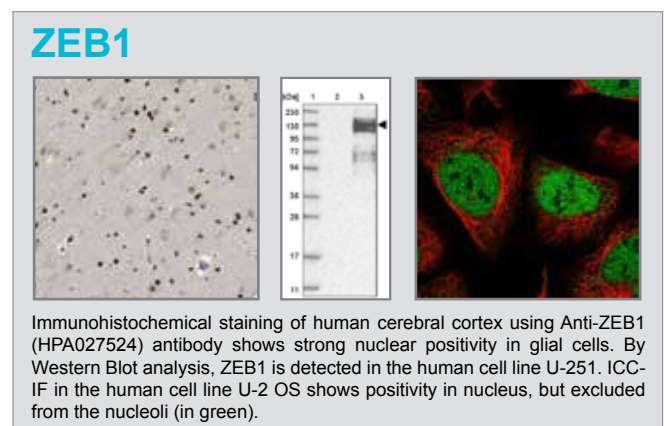 ZEB1
[kDa] 1 2 3
230
130
95
72
56
36
28
17
11
Immunohistochemical staining of human cerebral cortex using Anti-ZEB1
(HPA027524) antibody shows strong nuclear positivity in glial cells. By
Western Blot analysis, ZEB1 is detected in the human cell line U-251. ICC-
IF in the human cell line U-2 OS shows positivity in nucleus, but excluded
from the nucleoli (in green).